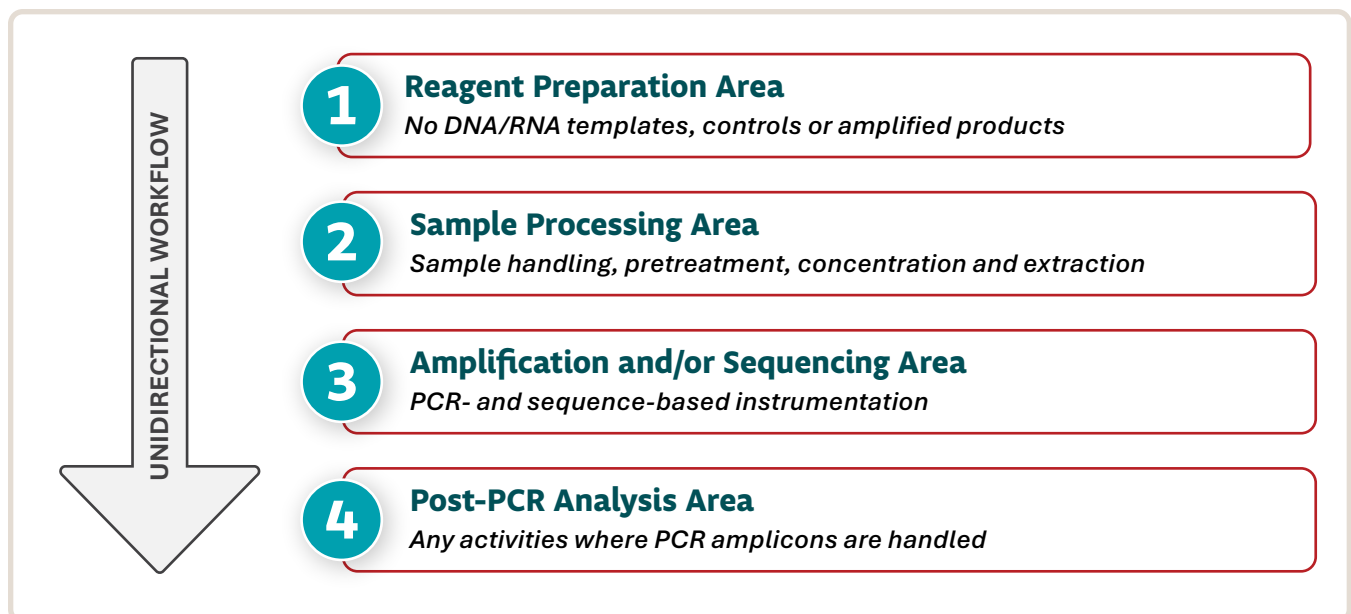 UNIDIRECTIONAL WORKFLOW
1
Reagent Preparation Area
No DNA/RNA templates, controls or amplified products
2
Sample Processing Area
Sample handling, pretreatment, concentration and extraction
3
Amplification and/or Sequencing Area
PCR- and sequence-based instrumentation
4
Post-PCR Analysis Area
Any activities where PCR amplicons are handled